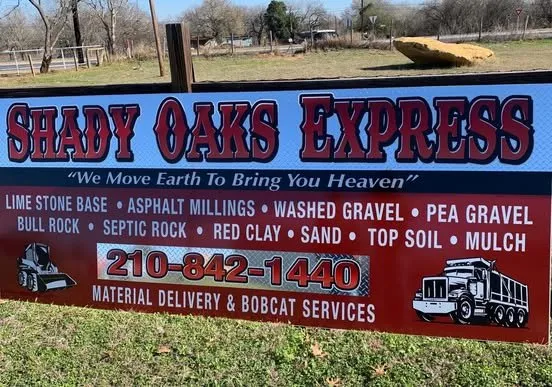 SHADY OAKS EXPRESS
"We Move Earth To Bring You Heaven"
LIME STONE BASE • ASPHALT MILLINGS • WASHED GRAVEL • PEA GRAVEL
BULL ROCK • SEPTIC ROCK • RED CLAY • SAND • TOP SOIL • MULCH
210-842-1440
MATERIAL DELIVERY & BOBCAT SERVICES